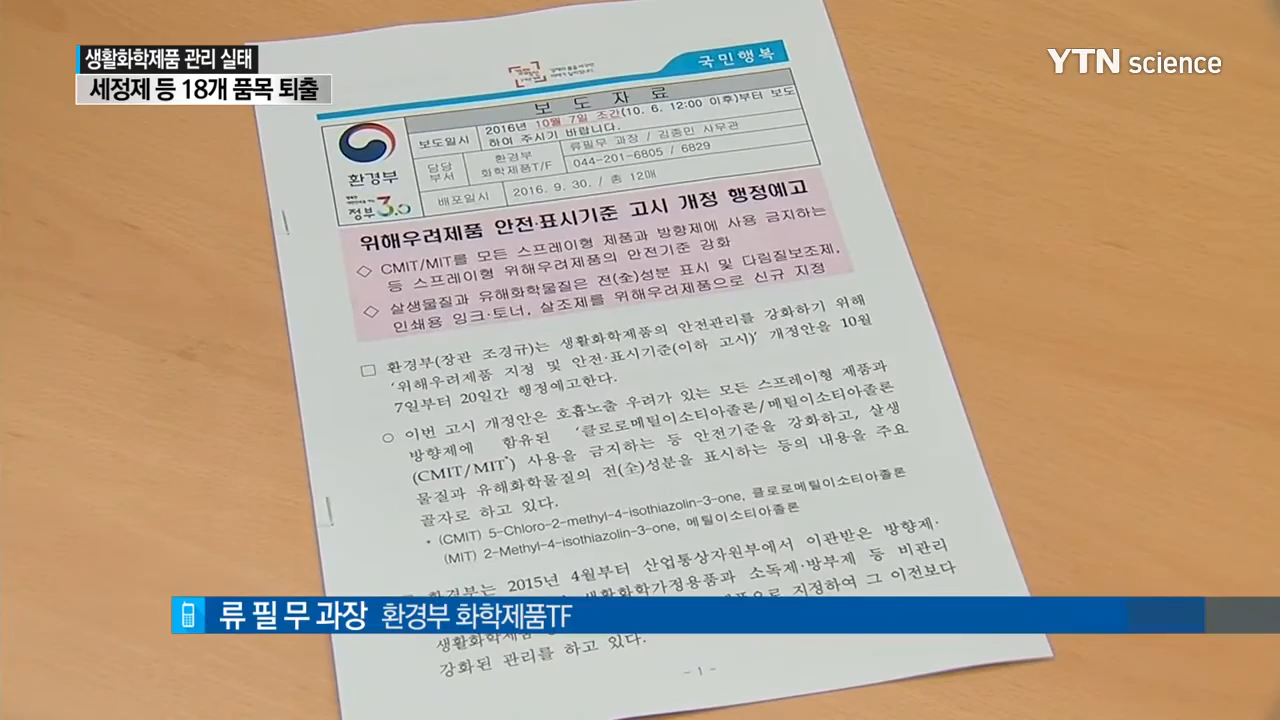 생활화학제품 관리 실태
세정제 등 18개 품목 퇴출
YTN science
국민행복
보 도 자 료
환경부
정부 3.0
보도일시
2016년 10월 7일 조간(10. 6. 12:00 이후)부터 보도
하여 주시기 바랍니다.
담당
부서
환경부
화학제품T/F
류필무 과장 / 김종민 사무관
044-201-6805 / 6829
배포일시
2016. 9. 30. / 총 12매
위해우려제품 안전·표시기준 고시 개정 행정예고
◇ CMIT/MIT를 모든 스프레이형 제품과 방향제에 사용 금지하는
등 스프레이형 위해우려제품의 안전기준 강화
◇ 살생물질과 유해화학물질은 전(全)성분 표시 및 다림질보조제,
인쇄용 잉크·토너, 살조제를 위해우려제품으로 신규 지정
□ 환경부(장관 조경규)는 생활화학제품의 안전관리를 강화하기 위해
‘위해우려제품 지정 및 안전·표시기준(이하 고시)’ 개정안을 10월
7일부터 20일간 행정예고한다.
○ 이번 고시 개정안은 호흡노출 우려가 있는 모든 스프레이형 제품과
방향제에 함유된 ‘클로로메틸이소티아졸론/메틸이소티아졸론
(CMIT/MIT*) 사용을 금지하는 등 안전기준을 강화하고, 살생
물질과 유해화학물질의 전(全)성분을 표시하는 등의 내용을 주요
골자로 하고 있다.
* (CMIT) 5-Chloro-2-methyl-4-isothiazolin-3-one, 클로로메틸이소티아졸론
(MIT) 2-Methyl-4-isothiazolin-3-one, 메틸이소티아졸론
환경부는 2015년 4월부터 산업통상자원부에서 이관받은 방향제·
생활화학가정용품과 소독제·방부제 등 비관리
지정하여 그 이전보다
생활화학제품
강화된 관리를 하고 있다.
- 1 -
류 필 무 과장 환경부 화학제품TF